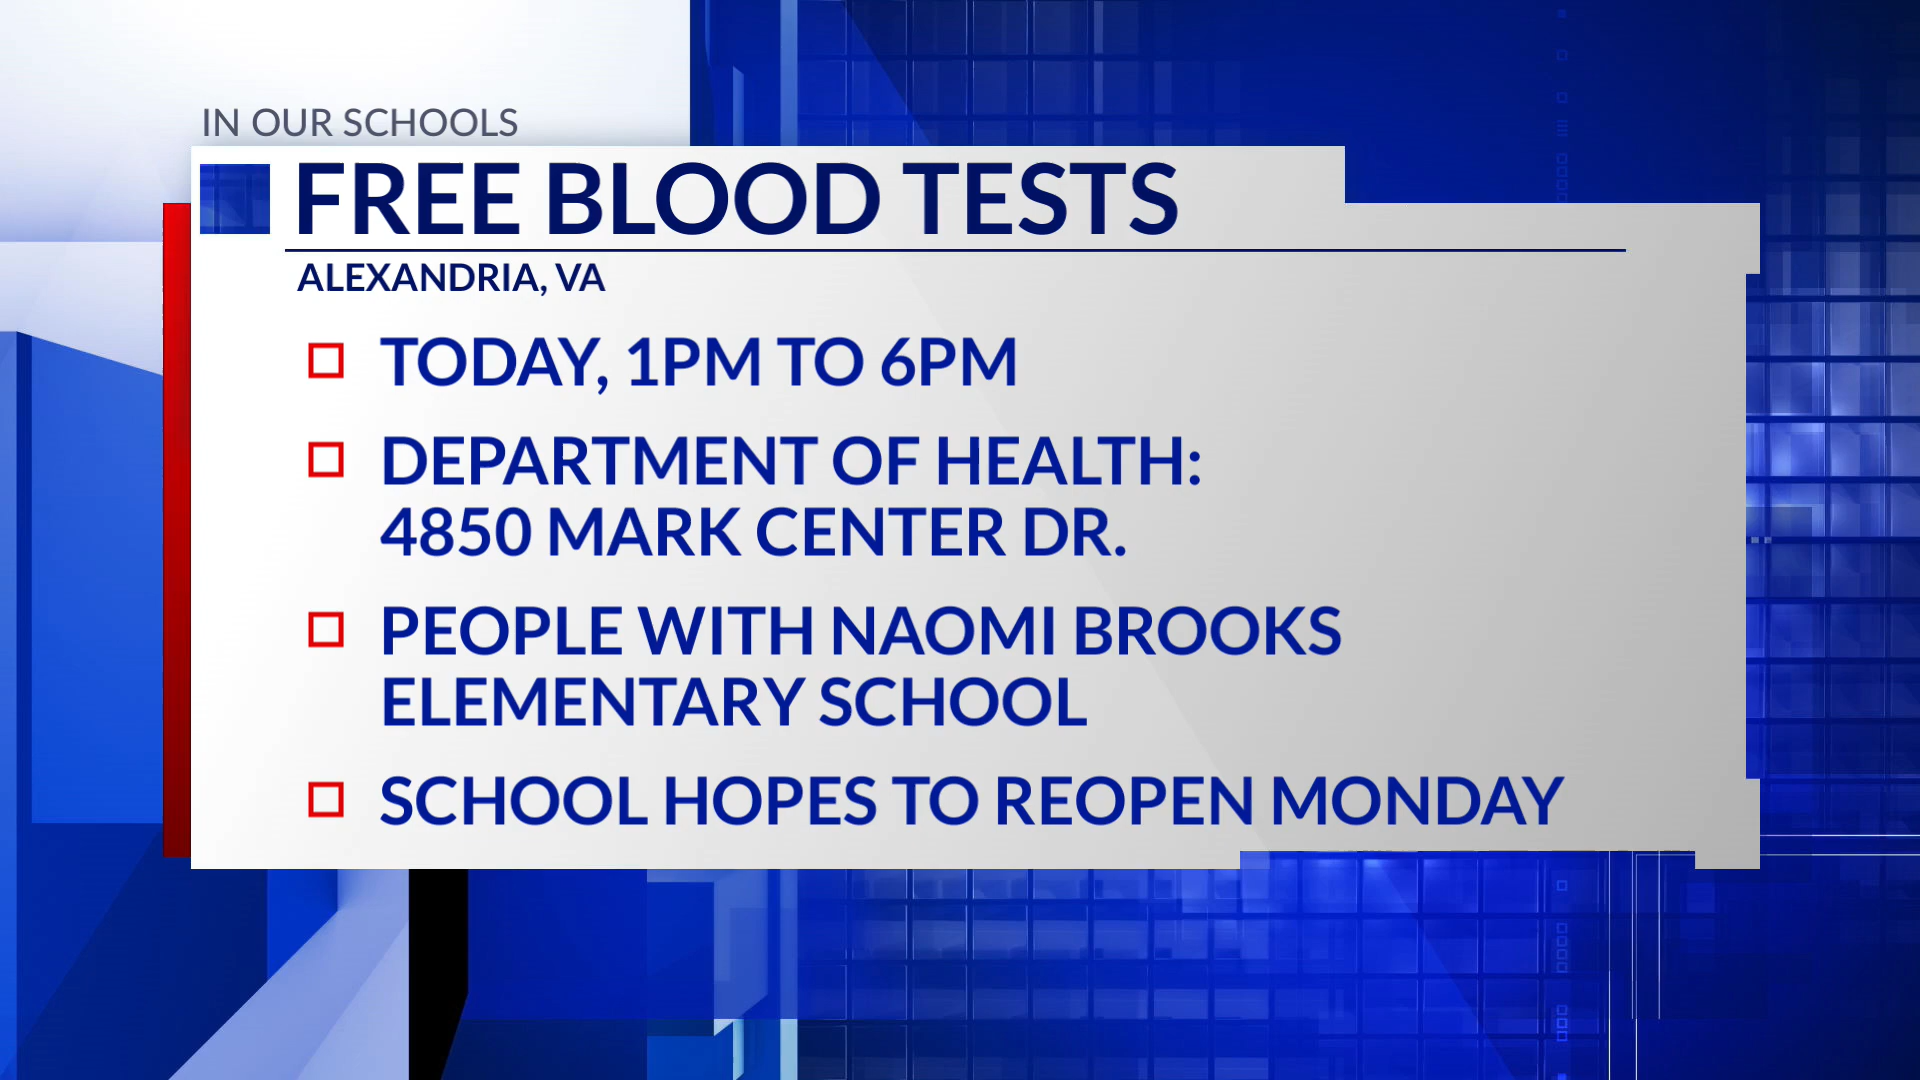 IN OUR SCHOOLS
FREE BLOOD TESTS
ALEXANDRIA, VA
TODAY, 1PM TO 6PM
DEPARTMENT OF HEALTH:
4850 MARK CENTER DR.
PEOPLE WITH NAOMI BROOKS
ELEMENTARY SCHOOL
SCHOOL HOPES TO REOPEN MONDAY